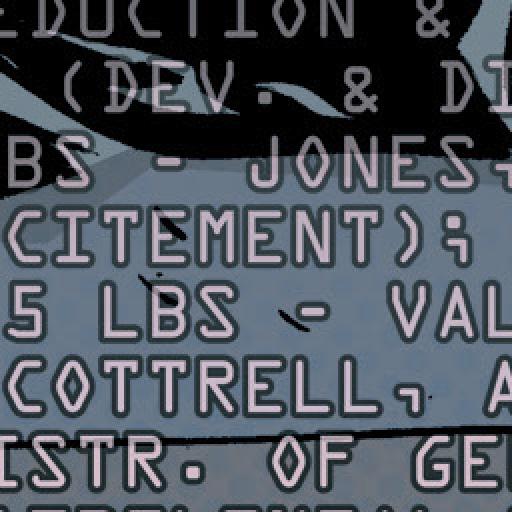 EDUCTION &
(DEV. & DI
BS - JONES,
CITEMENT);
5 LBS - VAL
COTTRELL, A
ISTR. OF GE